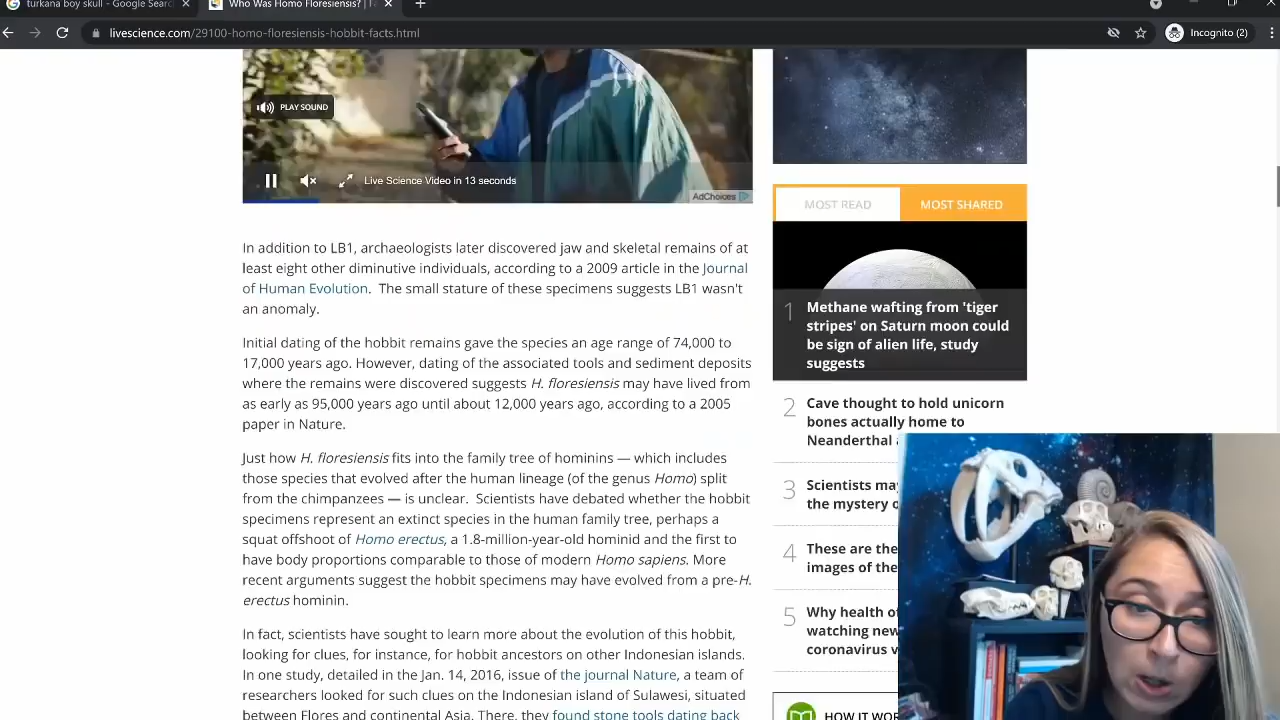 turkana boy skull - Google Searc
Who Was Homo Floresiensis? |
livescience.com/29100-homo-floresiensis-hobbit-facts.html
Incognito (2)
PLAY SOUND
Live Science Video in 13 seconds
AdChoices
In addition to LB1, archaeologists later discovered jaw and skeletal remains of at
least eight other diminutive individuals, according to a 2009 article in the Journal
of Human Evolution. The small stature of these specimens suggests LB1 wasn't
an anomaly.
Initial dating of the hobbit remains gave the species an age range of 74,000 to
17,000 years ago. However, dating of the associated tools and sediment deposits
where the remains were discovered suggests H. floresiensis may have lived from
as early as 95,000 years ago until about 12,000 years ago, according to a 2005
paper in Nature.
Just how H. floresiensis fits into the family tree of hominins — which includes
those species that evolved after the human lineage (of the genus Homo) split
from the chimpanzees — is unclear. Scientists have debated whether the hobbit
specimens represent an extinct species in the human family tree, perhaps a
squat offshoot of Homo erectus, a 1.8-million-year-old hominid and the first to
have body proportions comparable to those of modern Homo sapiens. More
recent arguments suggest the hobbit specimens may have evolved from a pre-H.
erectus hominin.
In fact, scientists have sought to learn more about the evolution of this hobbit,
looking for clues, for instance, for hobbit ancestors on other Indonesian islands.
In one study, detailed in the Jan. 14, 2016, issue of the journal Nature, a team of
researchers looked for such clues on the Indonesian island of Sulawesi, situated
between Flores and continental Asia. There, they found stone tools dating back
MOST READ
MOST SHARED
1 Methane wafting from 'tiger
stripes' on Saturn moon could
be sign of alien life, study
suggests
2 Cave thought to hold unicorn
bones actually home to
Neanderthal
3 Scientists ma
the mystery
4 These are the
images of the
5 Why health of
watching new
coronavirus v
HOW IT WOR